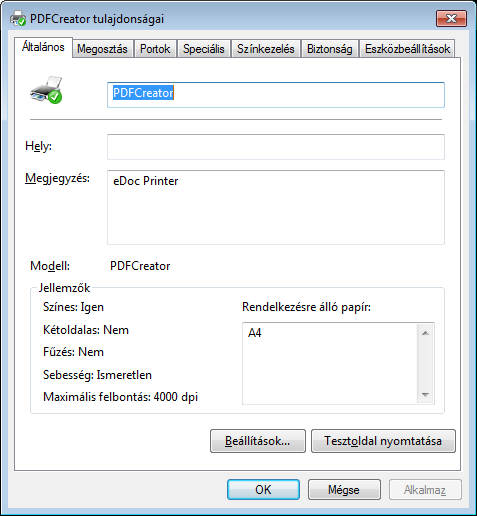 PDFCreator tulajdonságai
Általános Megosztás Portok Speciális Színkezelés Biztonság Eszközbeállítások
PDFCreator
Hely:
Megjegyzés: eDoc Printer
Modell: PDFCreator
Jellemzők
Színes: Igen Rendelkezésre álló papír:
Kétoldalas: Nem A4
Fűzés: Nem
Sebesség: Ismeretlen
Maximális felbontás: 4000 dpi
Beállítások... Tesztoldal nyomtatása
OK Mégse Alkalmaz